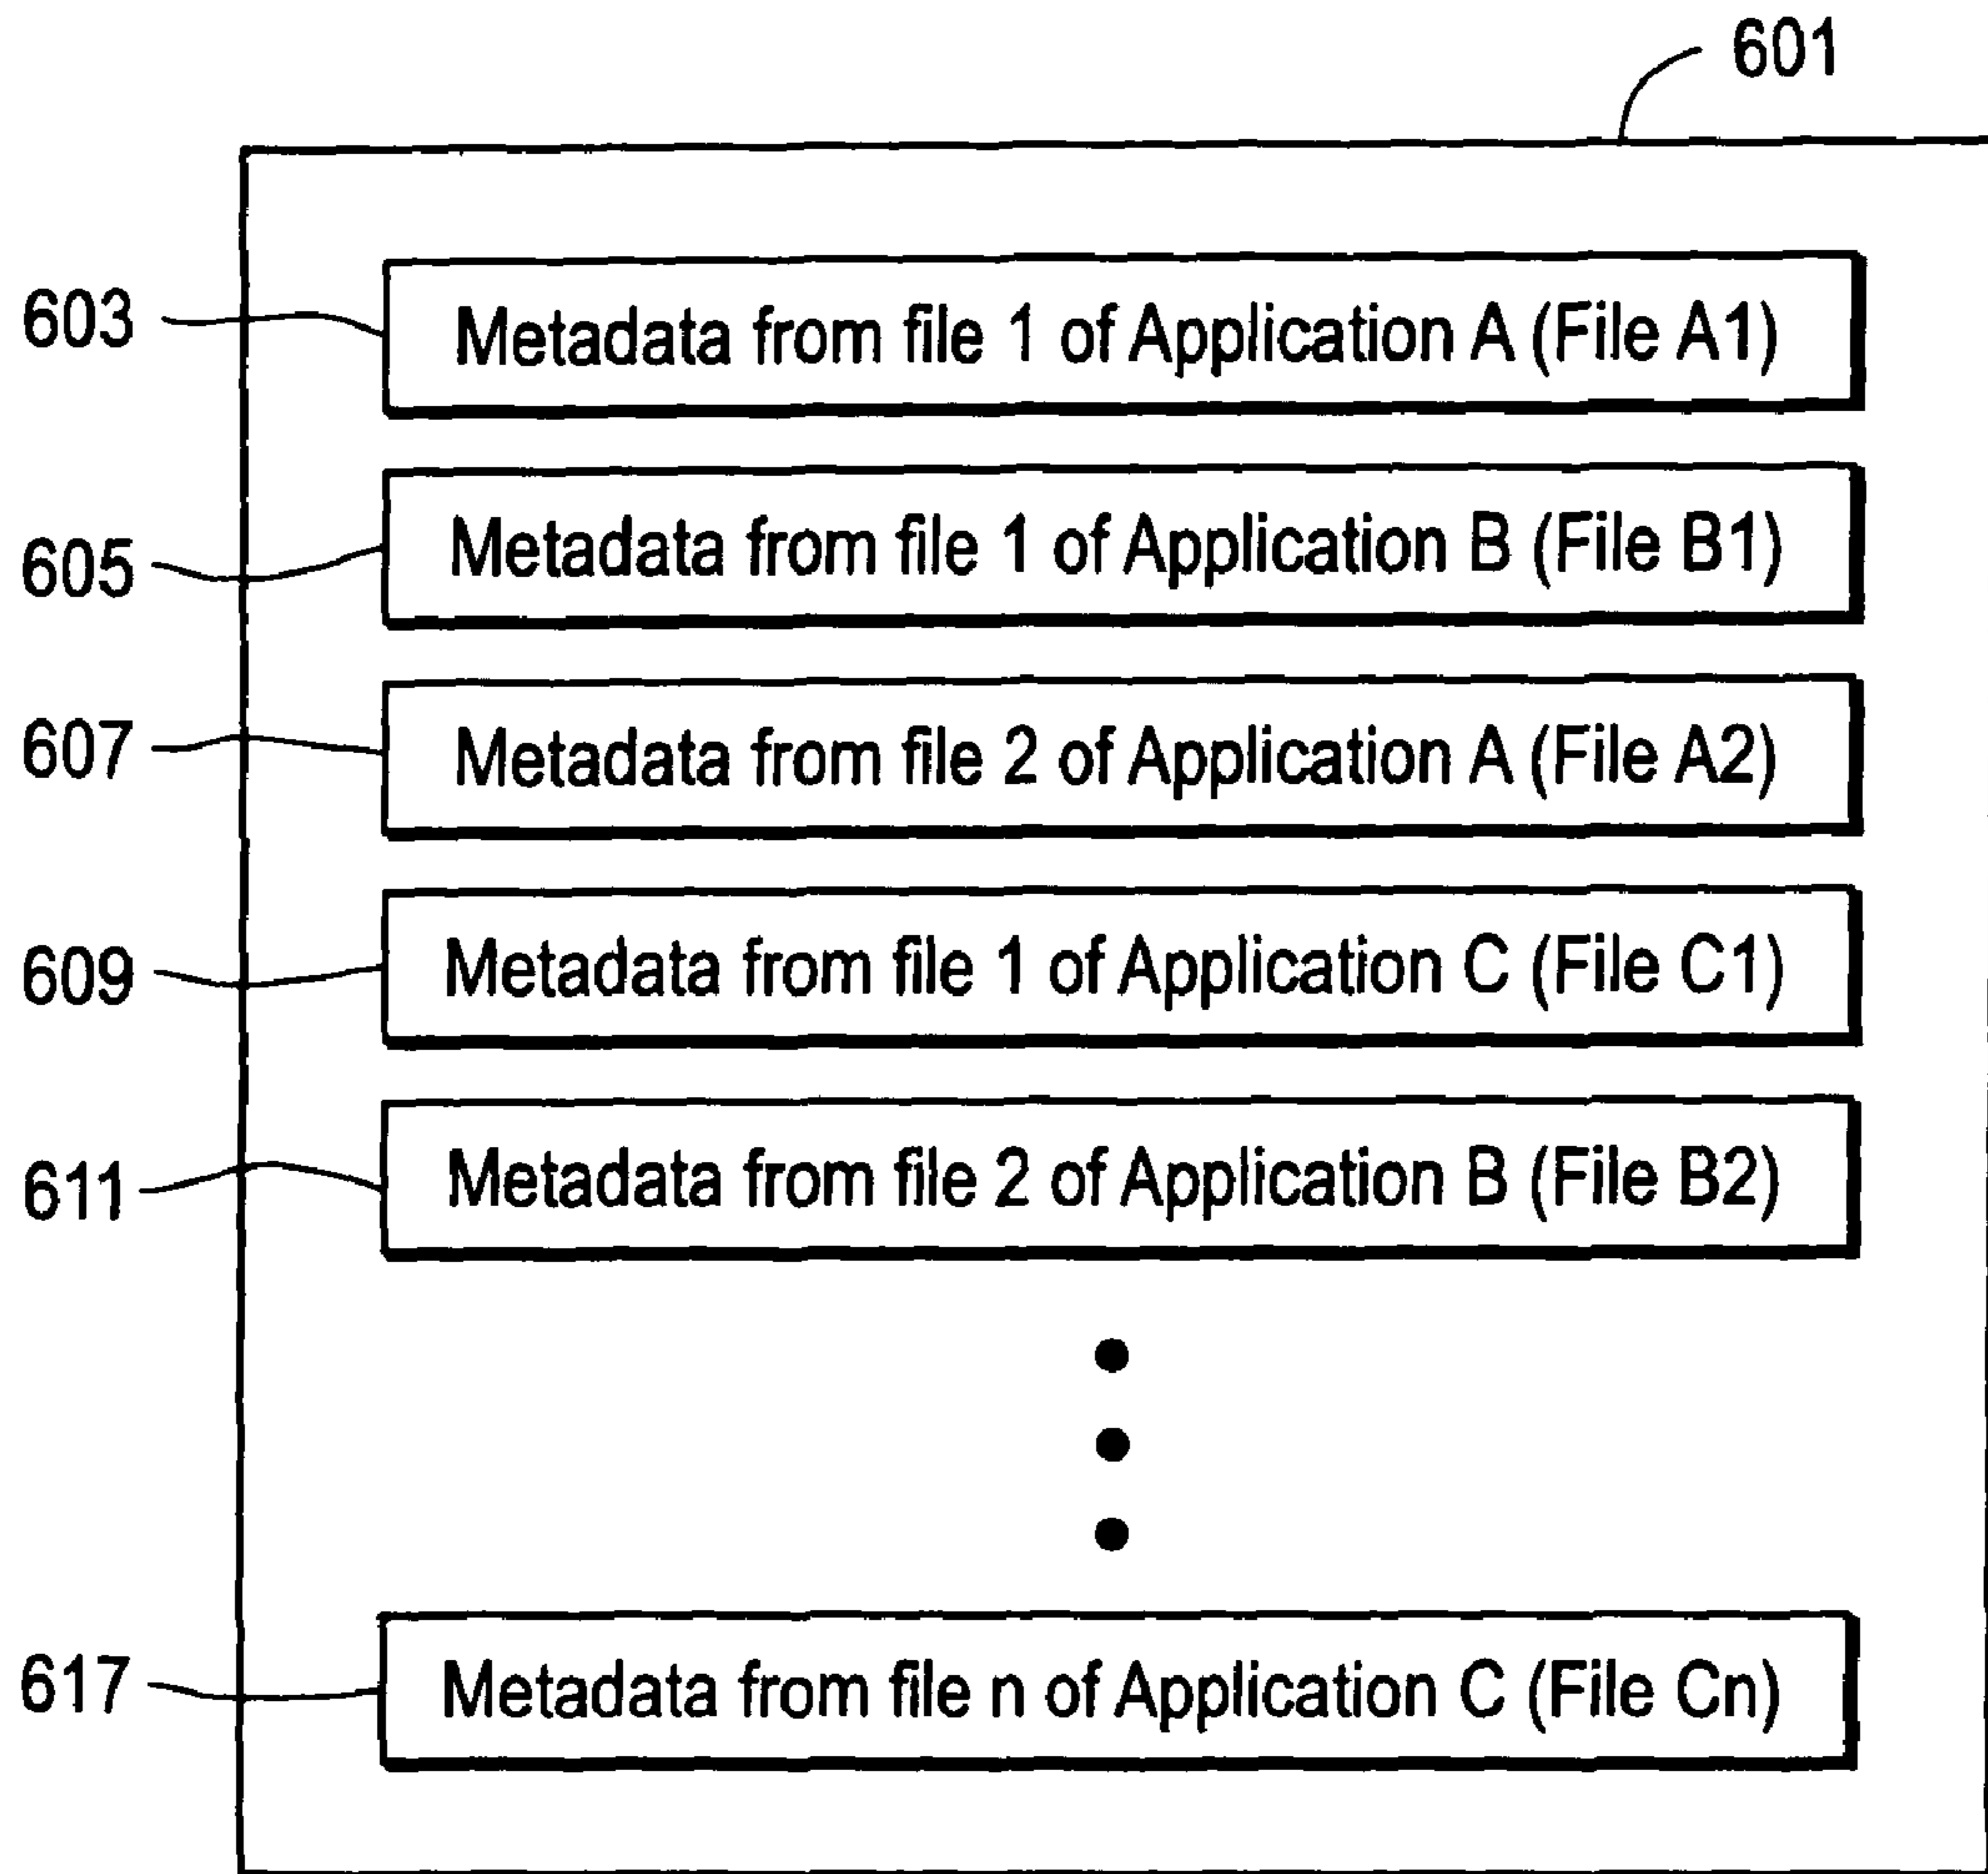 601
603 Metadata from file 1 of Application A (File A1)
605 Metadata from file 1 of Application B (File B1)
607 Metadata from file 2 of Application A (File A2)
609 Metadata from file 1 of Application C (File C1)
611 Metadata from file 2 of Application B (File B2)
617 Metadata from file n of Application C (File Cn)